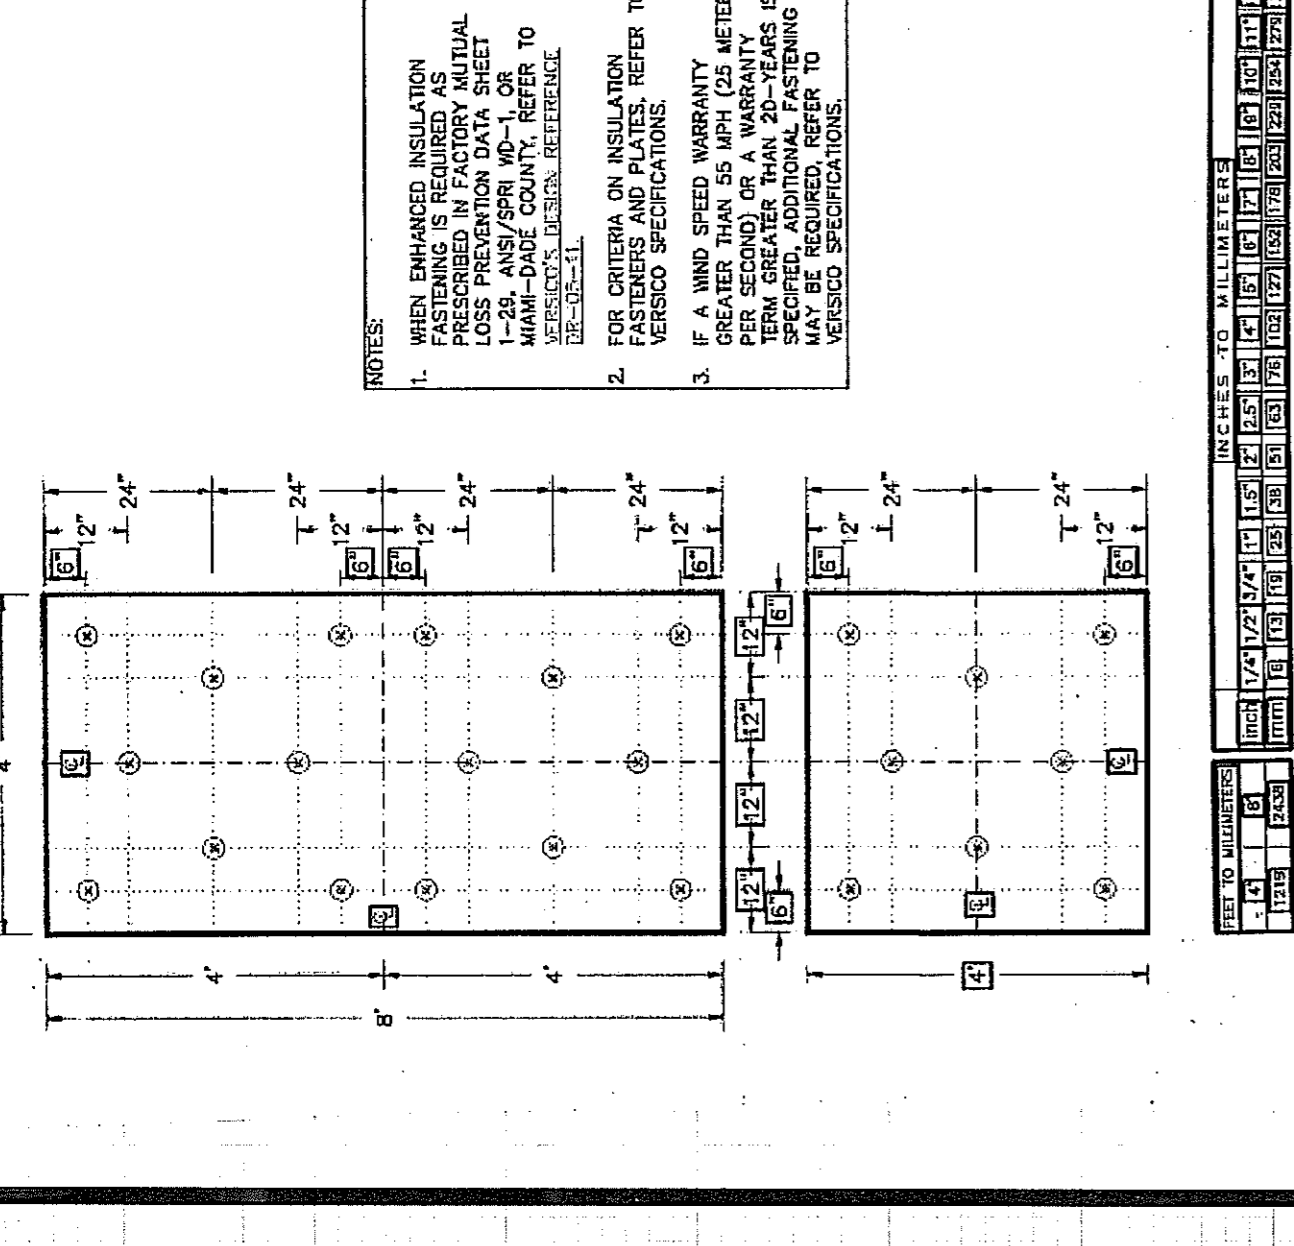 NOTES:
1. WHEN ENHANCED INSULATION
FASTENING IS REQUIRED AS
PRESCRIBED IN FACTORY MUTUAL
LOSS PREVENTION DATA SHEET
1-29, ANSI/SPRI WD-1, OR
MIAMI-DADE COUNTY, REFER TO
VERSICO'S DESIGN REFERENCE
DR-05-11.
2. FOR CRITERIA ON INSULATION
FASTENERS AND PLATES, REFER
VERSICO SPECIFICATIONS.
3. IF A WIND SPEED WARRANTY
GREATER THAN 55 MPH (25
PER SECOND) OR A WARRANTY
TERM GREATER THAN 20-YEARS
SPECIFIED, ADDITIONAL FASTENING
MAY BE REQUIRED, REFER TO
VERSICO SPECIFICATIONS.
24" 24" 24" 24"
12" 12" 12" 12"
6" 6" 6" 6"
4'
4' 4'
8'
12" 12" 12" 12"
6" 6"
24" 24"
12" 12"
6" 6"
4'
FEET TO MILLIMETERS
4' 8'
1219 2438
INCHES TO MILLIMETERS
inch 1/4" 1/2" 3/4" 1" 1.5" 2" 2.5" 3" 4" 5" 6" 7" 8" 9" 10" 11"
mm 6 13 19 25 38 51 63 76 102 127 152 178 203 229 254 279